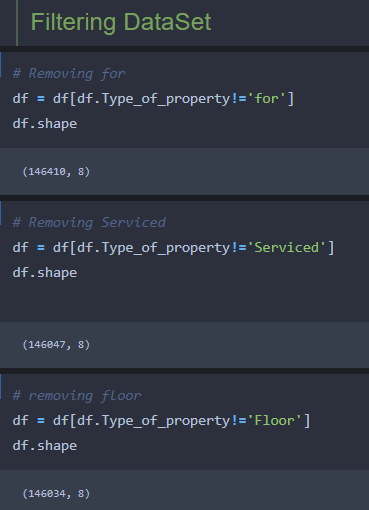 Filtering DataSet
# Removing for
df = df[df.Type_of_property!='for']
df.shape
(146410, 8)
# Removing Serviced
df = df[df.Type_of_property!='Serviced']
df.shape
(146047, 8)
# removing floor
df = df[df.Type_of_property!='Floor']
df.shape
(146034, 8)